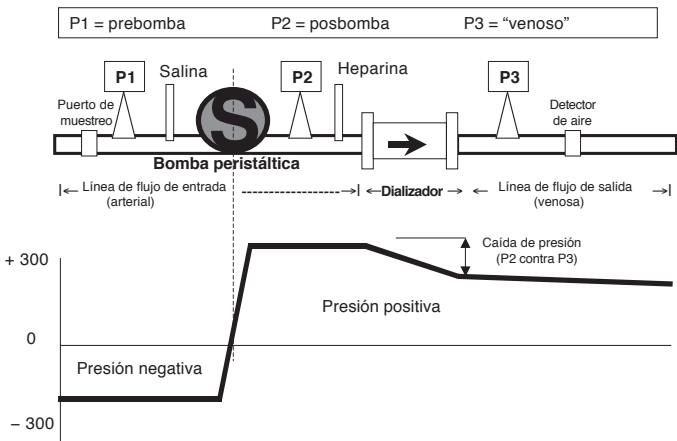 P1 = prebomba P2 = posbomba P3 = “venoso”
P1
Salina
P2
Heparina
P3
Puerto de
muestreo
S
Detector
de aire
Bomba peristáltica
Línea de flujo de entrada
(arterial)
Dializador
Línea de flujo de salida
(venosa)
Caída de presión
(P2 contra P3)
+ 300
Presión positiva
0
Presión negativa
– 300